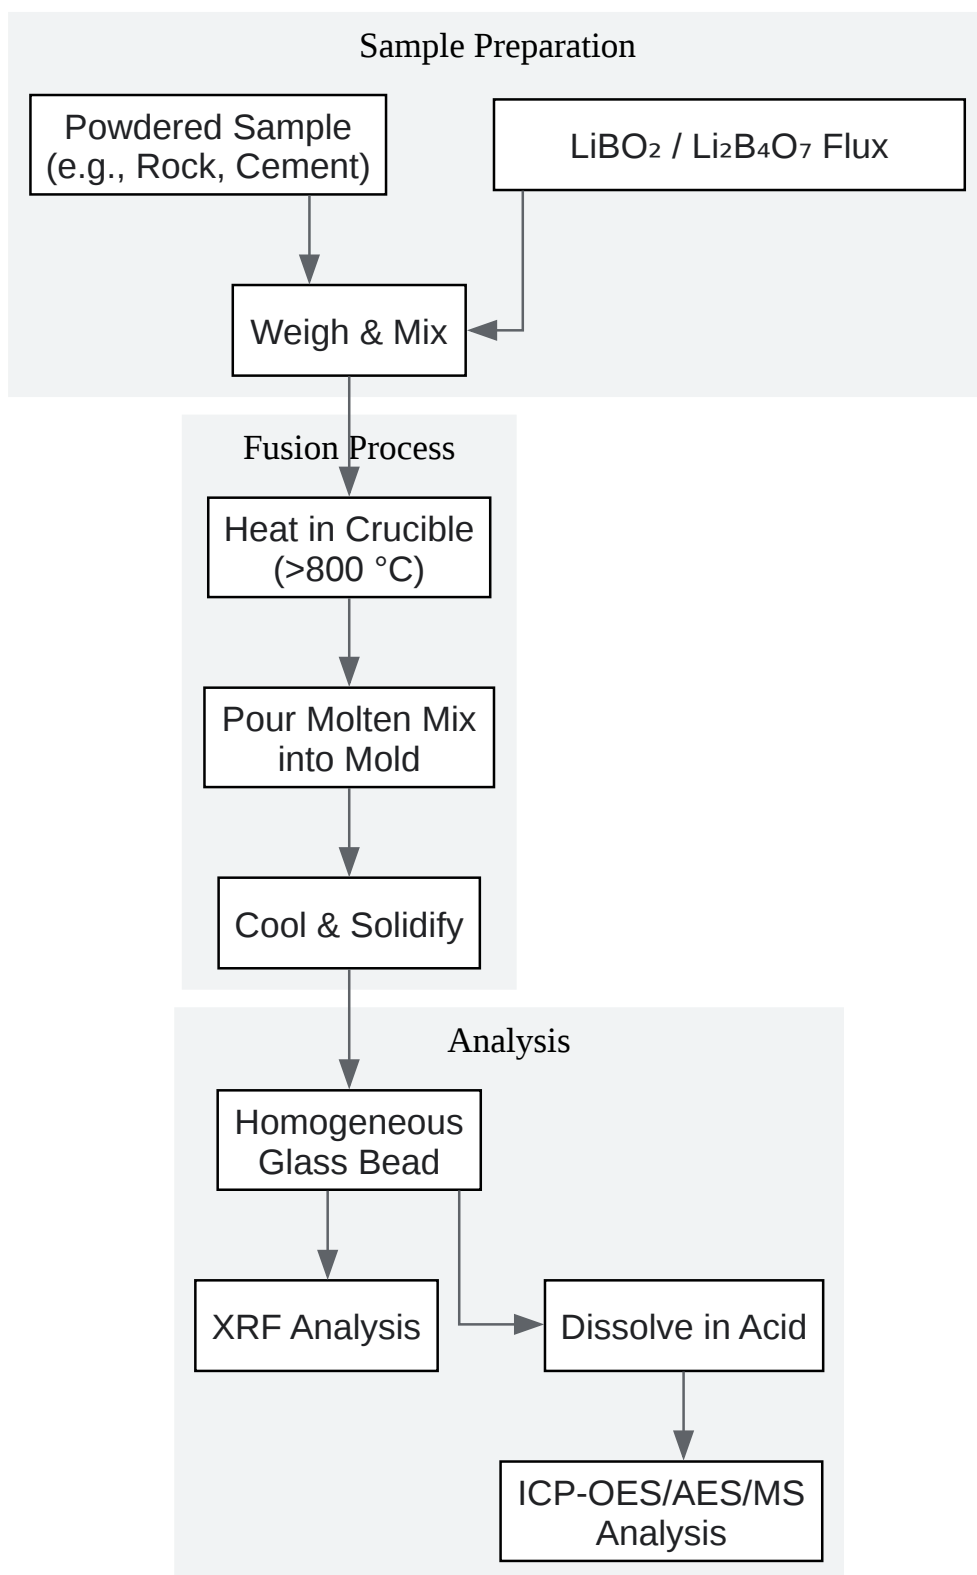 Sample Preparation
Powdered Sample
(e.g., Rock, Cement)
LiBO₂ / Li₂B₄O₇ Flux
Weigh & Mix
Fusion Process
Heat in Crucible
(>800 °C)
Pour Molten Mix
into Mold
Cool & Solidify
Analysis
Homogeneous
Glass Bead
XRF Analysis
Dissolve in Acid
ICP-OES/AES/MS
Analysis